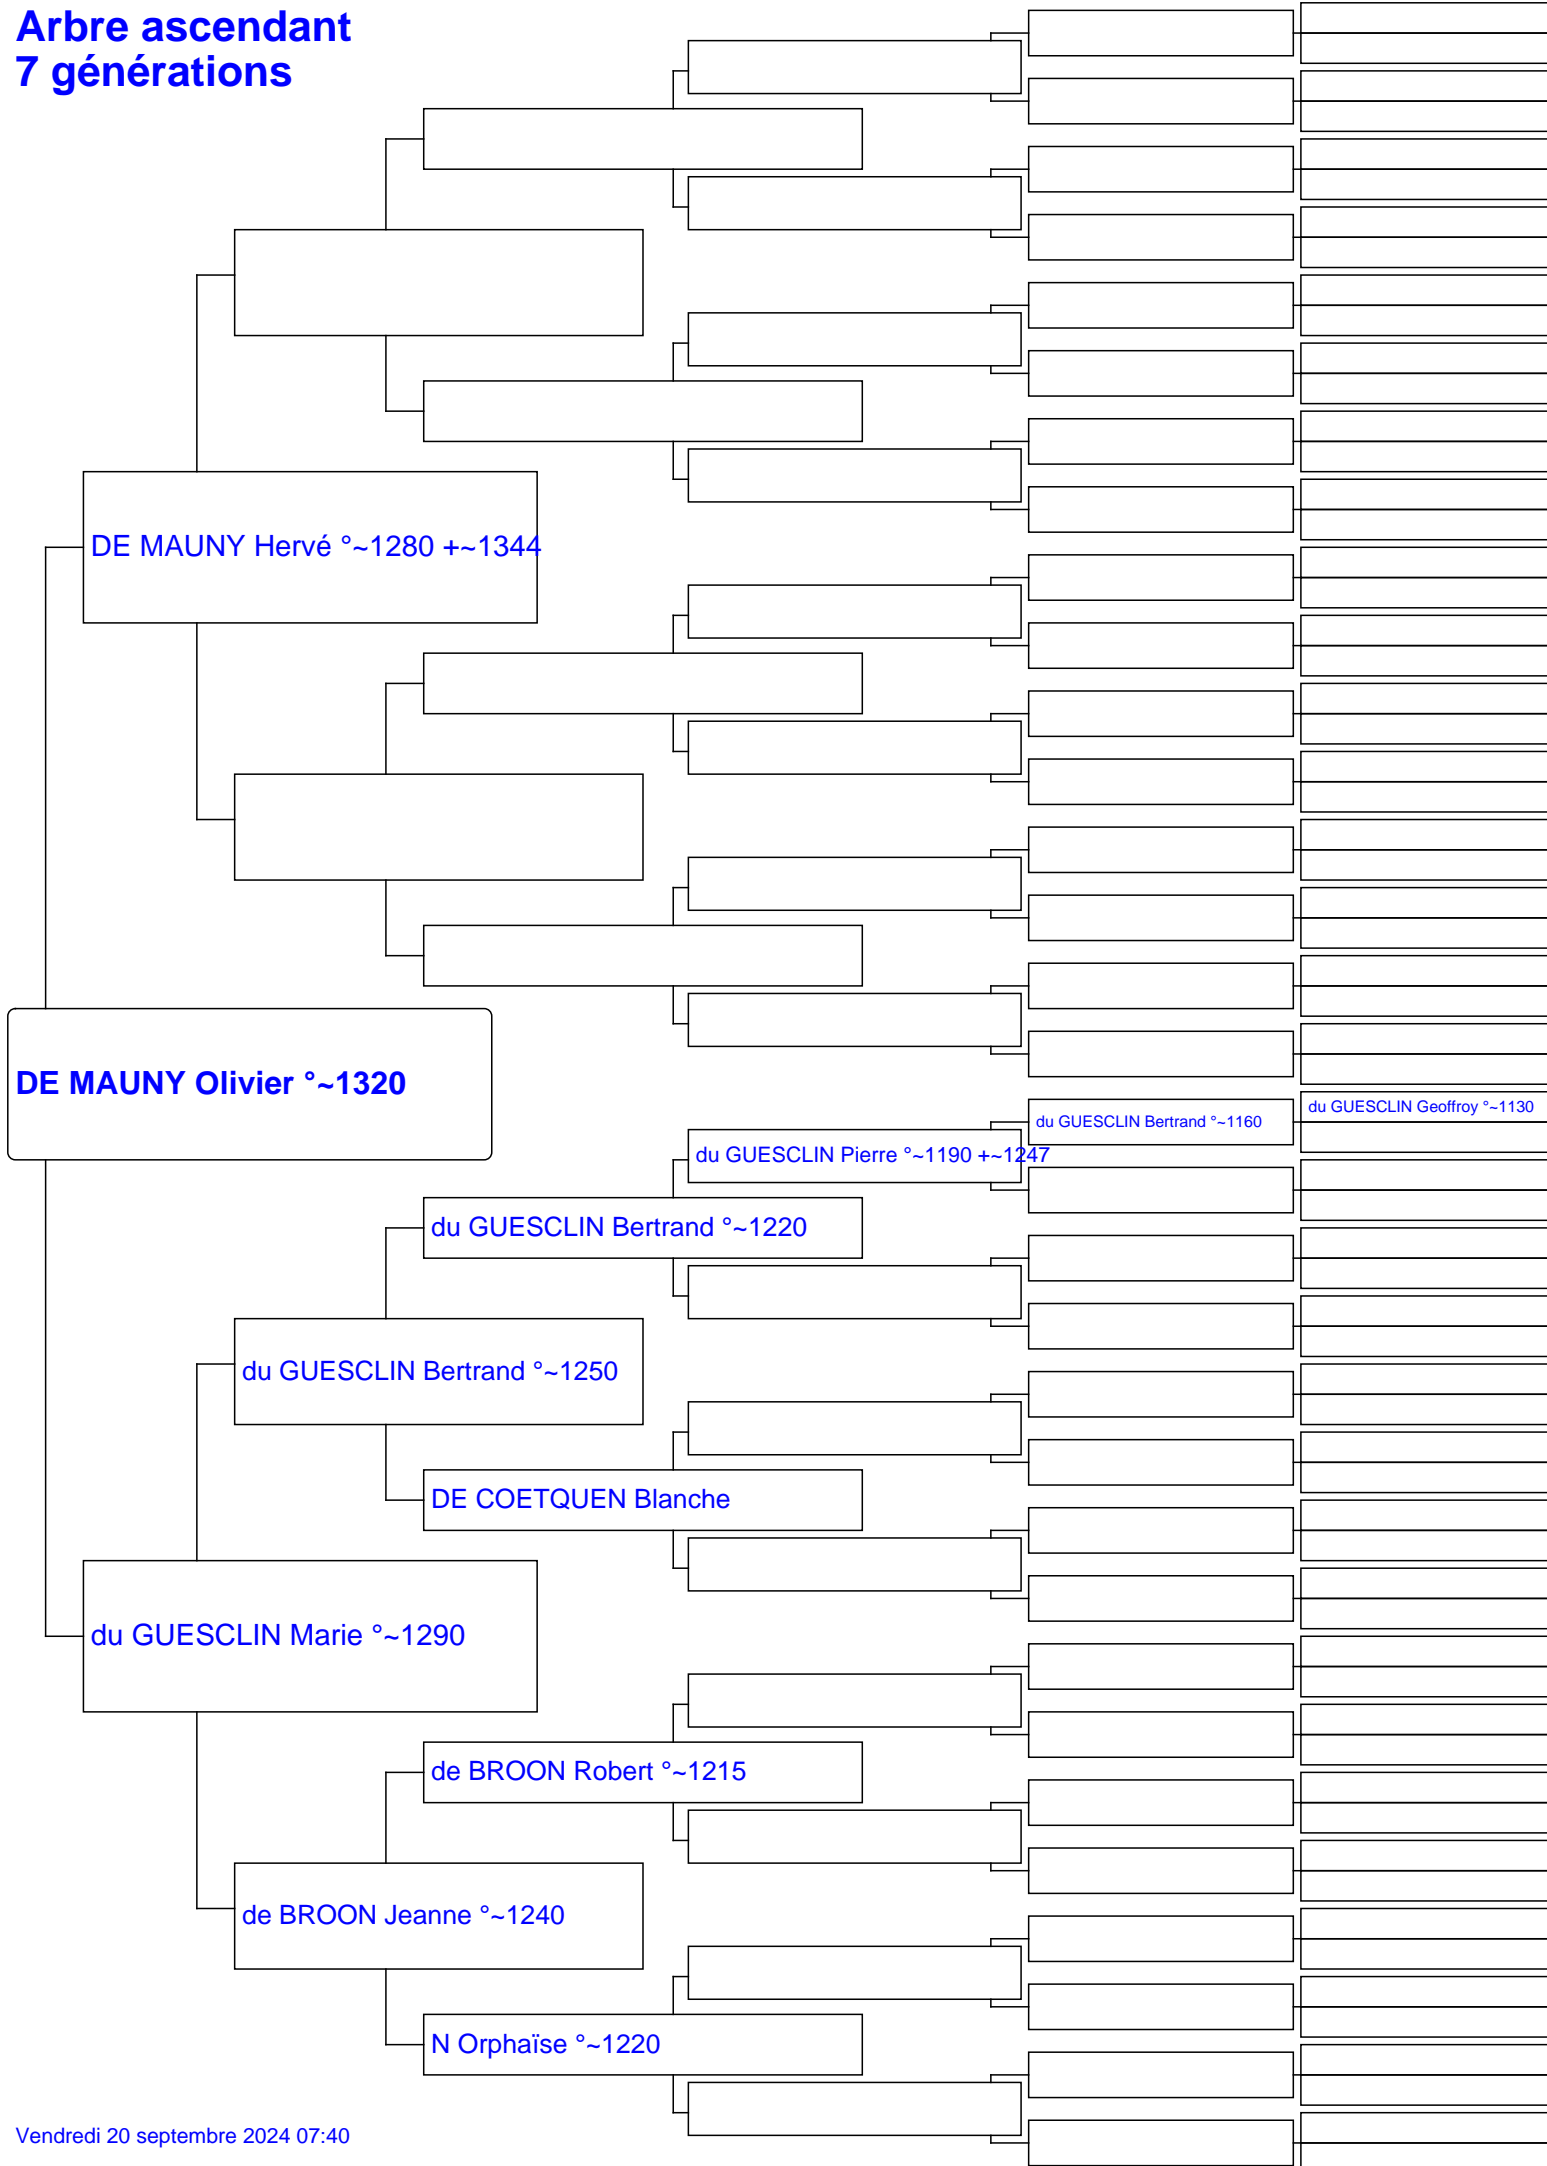 Arbre ascendant
7 générations
DE MAUNY Hervé °~1280 +~1344
DE MAUNY Olivier °~1320
du GUESCLIN Geoffroy °~1130
du GUESCLIN Bertrand °~1160
du GUESCLIN Pierre °~1190 +~1247
du GUESCLIN Bertrand °~1220
du GUESCLIN Bertrand °~1250
DE COETQUEN Blanche
du GUESCLIN Marie °~1290
de BROON Robert °~1215
de BROON Jeanne °~1240
N Orphaïse °~1220
Vendredi 20 septembre 2024 07:40